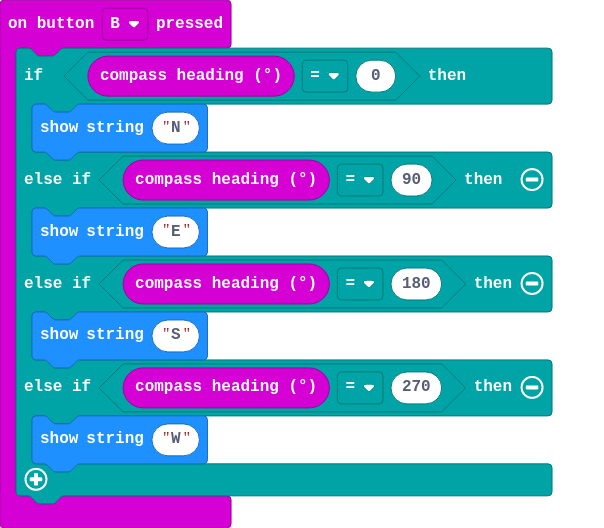 on button B pressed
if compass heading (°) = 0 then
show string "N"
else if compass heading (°) = 90 then
show string "E"
else if compass heading (°) = 180 then
show string "S"
else if compass heading (°) = 270 then
show string "W"